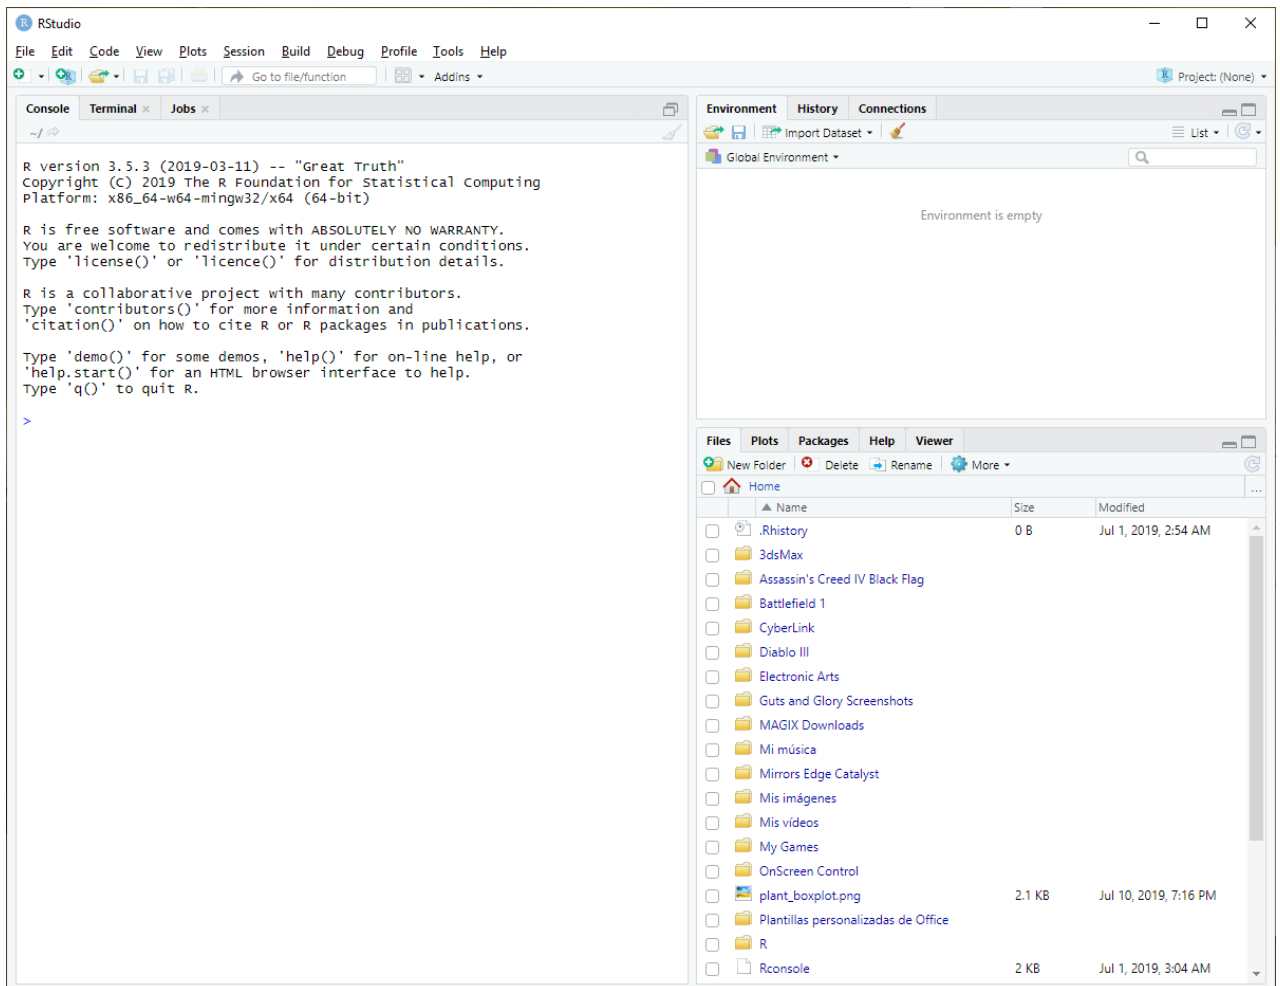 RStudio
File Edit Code View Plots Session Build Debug Profile Tools Help
Go to file/function Addins Project: (None)
Console Terminal Jobs
~/
R version 3.5.3 (2019-03-11) -- "Great Truth"
Copyright (C) 2019 The R Foundation for Statistical Computing
Platform: x86_64-w64-mingw32/x64 (64-bit)
R is free software and comes with ABSOLUTELY NO WARRANTY.
You are welcome to redistribute it under certain conditions.
Type 'license()' or 'licence()' for distribution details.
R is a collaborative project with many contributors.
Type 'contributors()' for more information and
'citation()' on how to cite R or R packages in publications.
Type 'demo()' for some demos, 'help()' for on-line help, or
'help.start()' for an HTML browser interface to help.
Type 'q()' to quit R.
>
Environment History Connections
Import Dataset List
Global Environment
Environment is empty
Files Plots Packages Help Viewer
New Folder Delete Rename More
Home ...
Name Size Modified
.Rhistory 0 B Jul 1, 2019, 2:54 AM
3dsMax
Assassin's Creed IV Black Flag
Battlefield 1
CyberLink
Diablo III
Electronic Arts
Guts and Glory Screenshots
MAGIX Downloads
Mi música
Mirrors Edge Catalyst
Mis imágenes
Mis vídeos
My Games
OnScreen Control
plant_boxplot.png 2.1 KB Jul 10, 2019, 7:16 PM
Plantillas personalizadas de Office
R
Rconsole 2 KB Jul 1, 2019, 3:04 AM